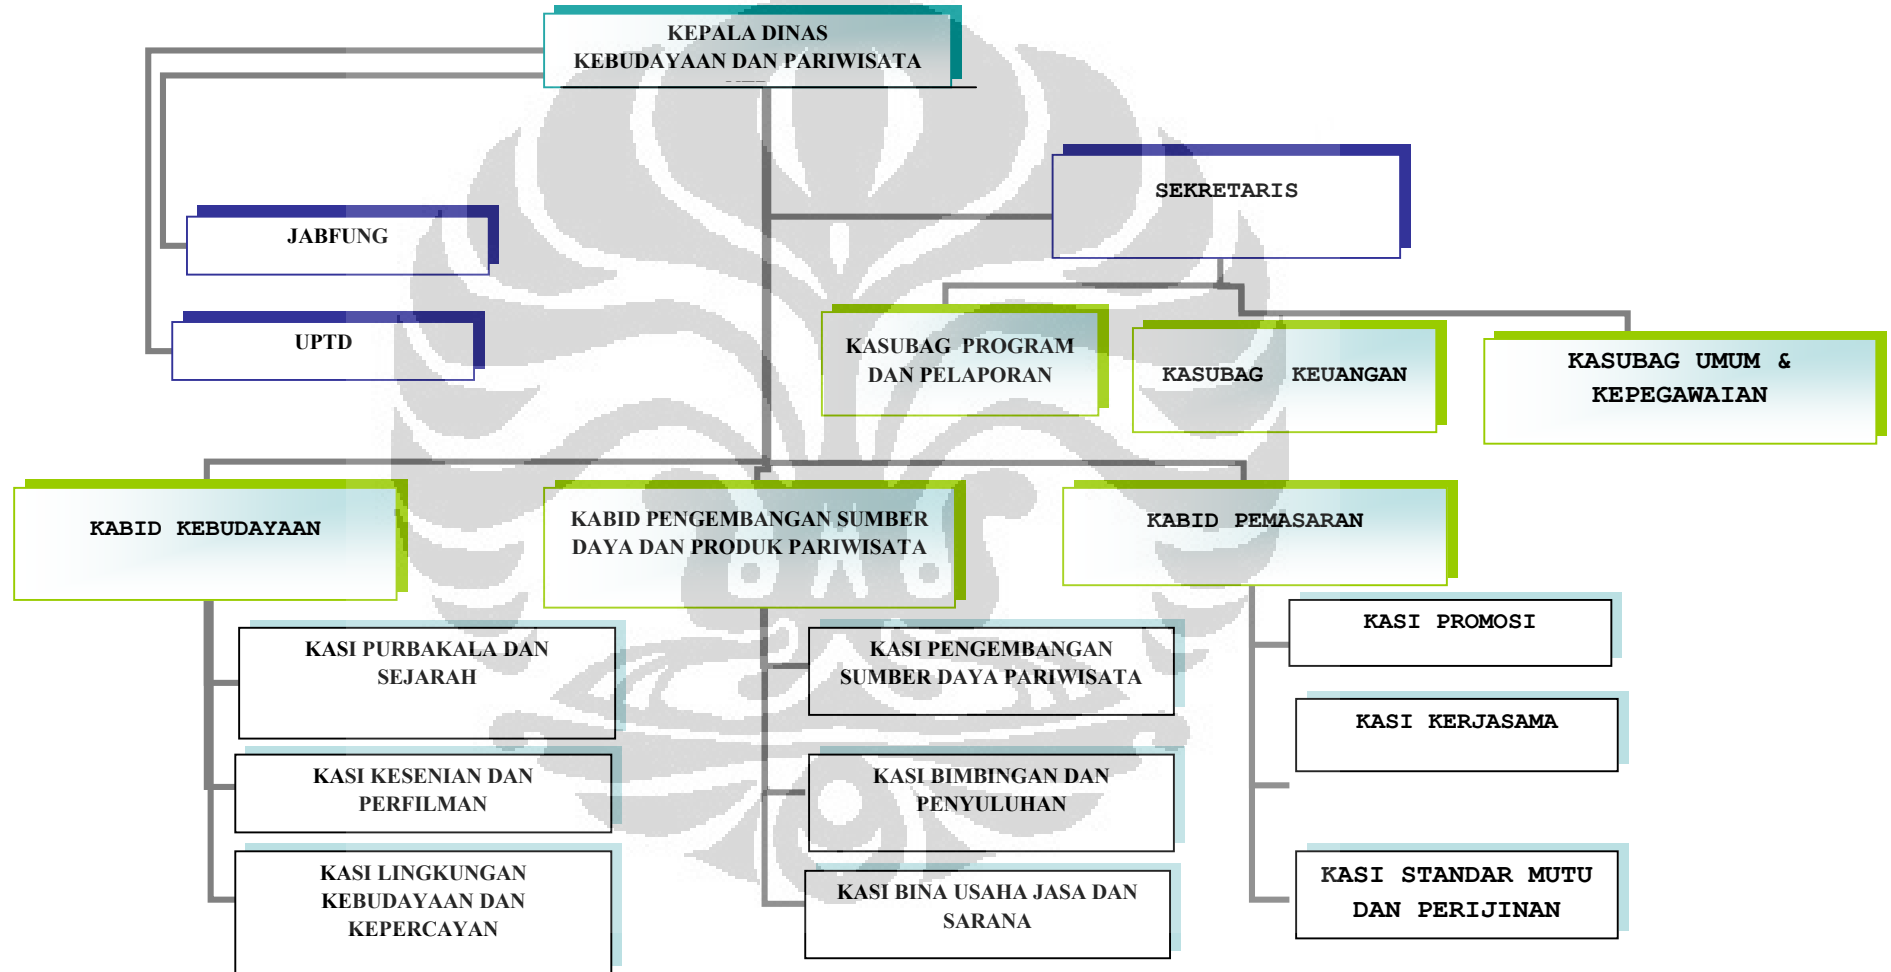 KEPALA DINAS
KEBUDAYAAN DAN PARIWISATA
SEKRETARIS
JABFUNG
UPTD
KASUBAG PROGRAM
DAN PELAPORAN
KASUBAG KEUANGAN
KASUBAG UMUM &
KEPEGAWAIAN
KABID KEBUDAYAAN
KABID PENGEMBANGAN SUMBER
DAYA DAN PRODUK PARIWISATA
KABID PEMASARAN
KASI PURBAKALA DAN
SEJARAH
KASI KESENIAN DAN
PERFILMAN
KASI LINGKUNGAN
KEBUDAYAAN DAN
KEPERCAYAN
KASI PENGEMBANGAN
SUMBER DAYA PARIWISATA
KASI BIMBINGAN DAN
PENYULUHAN
KASI BINA USAHA JASA DAN
SARANA
KASI PROMOSI
KASI KERJASAMA
KASI STANDAR MUTU
DAN PERIJINAN